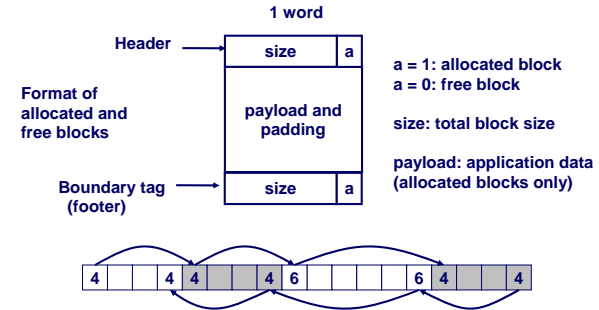 1 word
Header
size a
a = 1: allocated block
a = 0: free block
Format of
allocated and
free blocks
payload and
padding
size: total block size
payload: application data
(allocated blocks only)
Boundary tag
(footer)
size a
4 4 4 4 6 6 4 4